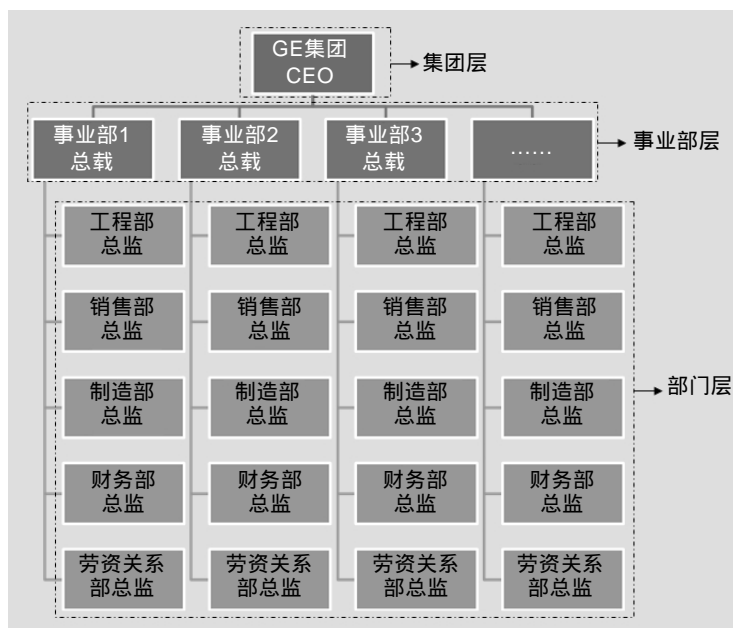 GE集团
CEO
集团层
事业部1
总载
事业部2
总载
事业部3
总载
……
事业部层
工程部
总监
工程部
总监
工程部
总监
工程部
总监
销售部
总监
销售部
总监
销售部
总监
销售部
总监
制造部
总监
制造部
总监
制造部
总监
制造部
总监
部门层
财务部
总监
财务部
总监
财务部
总监
财务部
总监
劳资关系
部总监
劳资关系
部总监
劳资关系
部总监
劳资关系
部总监